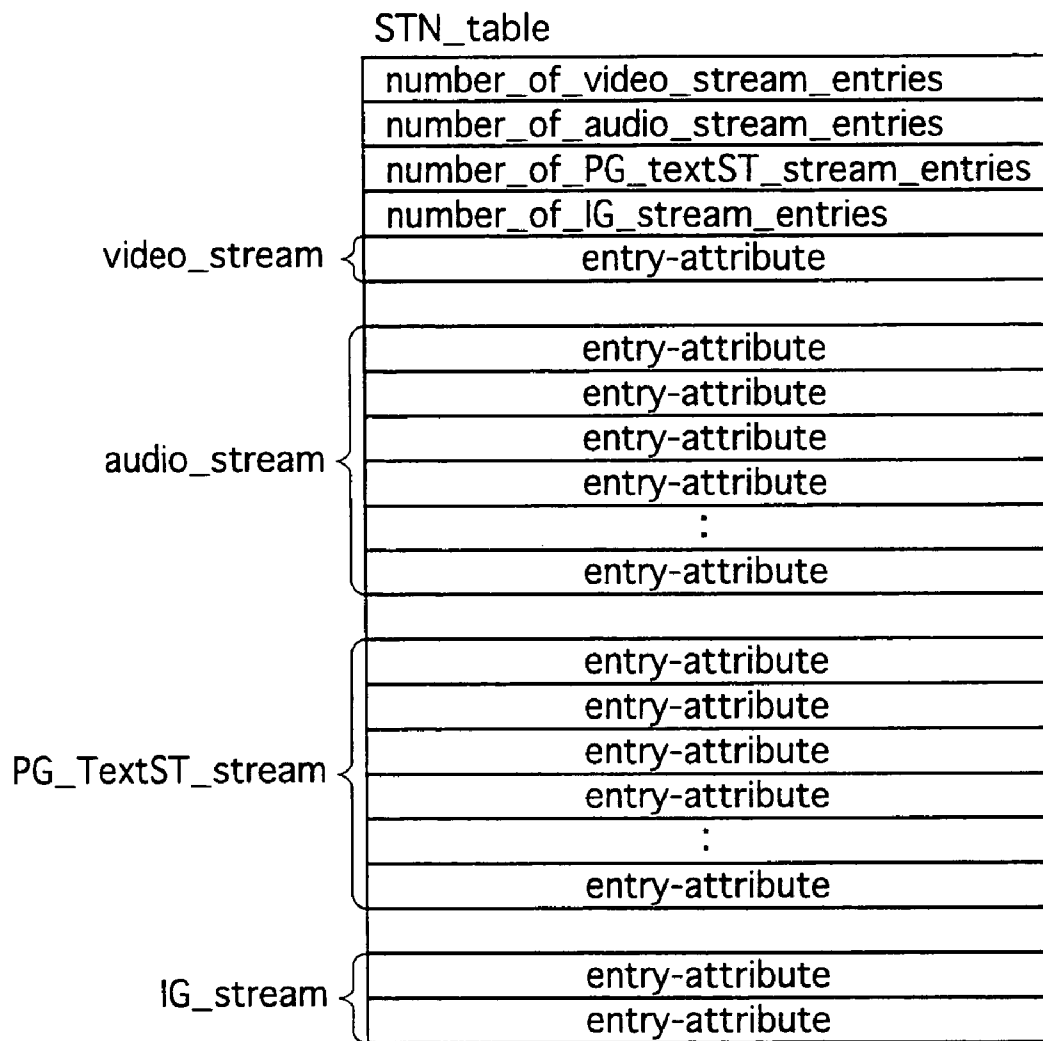 STN_table
number_of_video_stream_entries
number_of_audio_stream_entries
number_of_PG_textST_stream_entries
number_of_IG_stream_entries
video_stream
entry-attribute
audio_stream
entry-attribute
entry-attribute
entry-attribute
entry-attribute
:
entry-attribute
PG_TextST_stream
entry-attribute
entry-attribute
entry-attribute
entry-attribute
:
entry-attribute
IG_stream
entry-attribute
entry-attribute